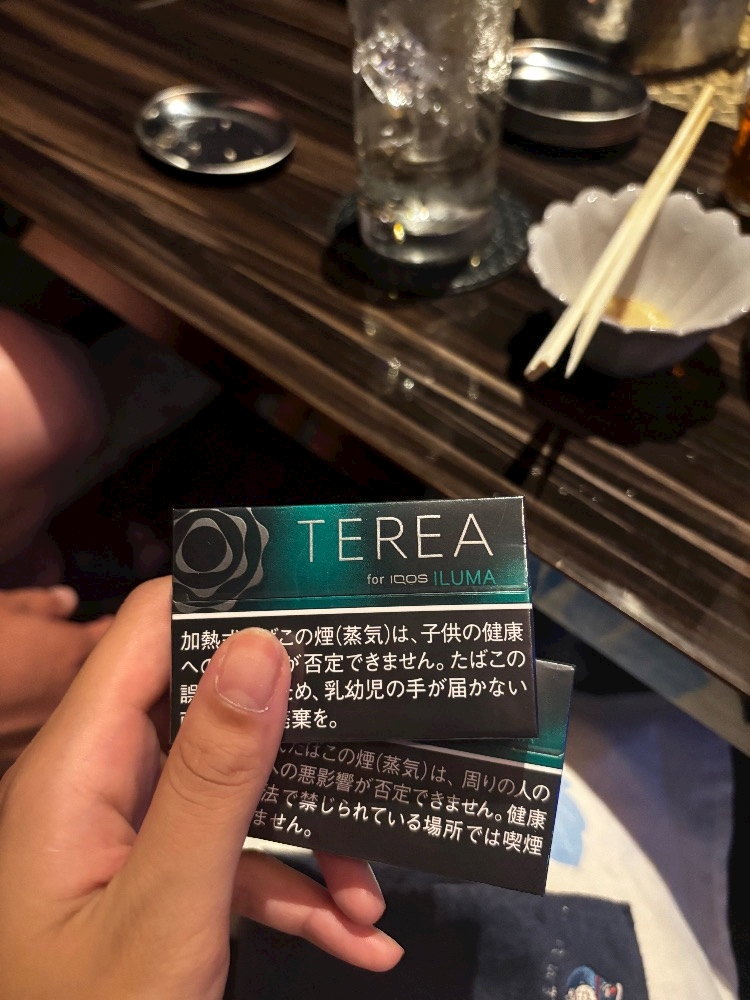 TEREA
for IQOS ILUMA
加熱 この煙(蒸気)は、子供の健康
への が否定できません。たばこの
誤 ため、乳幼児の手が届かない
棄を。
たばこの煙(蒸気)は、周りの人の
への悪影響が否定できません。健康
法で禁じられている場所では喫煙
ません。